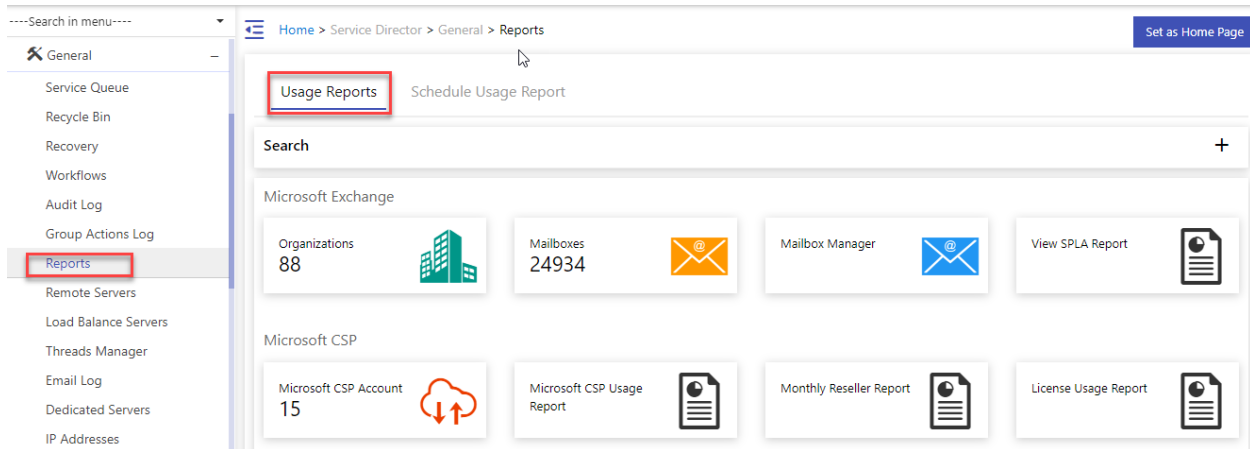 ----Search in menu----
General
–
Service Queue
Recycle Bin
Recovery
Workflows
Audit Log
Group Actions Log
Reports
Remote Servers
Load Balance Servers
Threads Manager
Email Log
Dedicated Servers
IP Addresses
Home > Service Director > General > Reports
Set as Home Page
Usage Reports
Schedule Usage Report
Search
+
Microsoft Exchange
Organizations
88
Mailboxes
24934
@
Mailbox Manager
@
View SPLA Report
Microsoft CSP
Microsoft CSP Account
15
Microsoft CSP Usage
Report
Monthly Reseller Report
License Usage Report